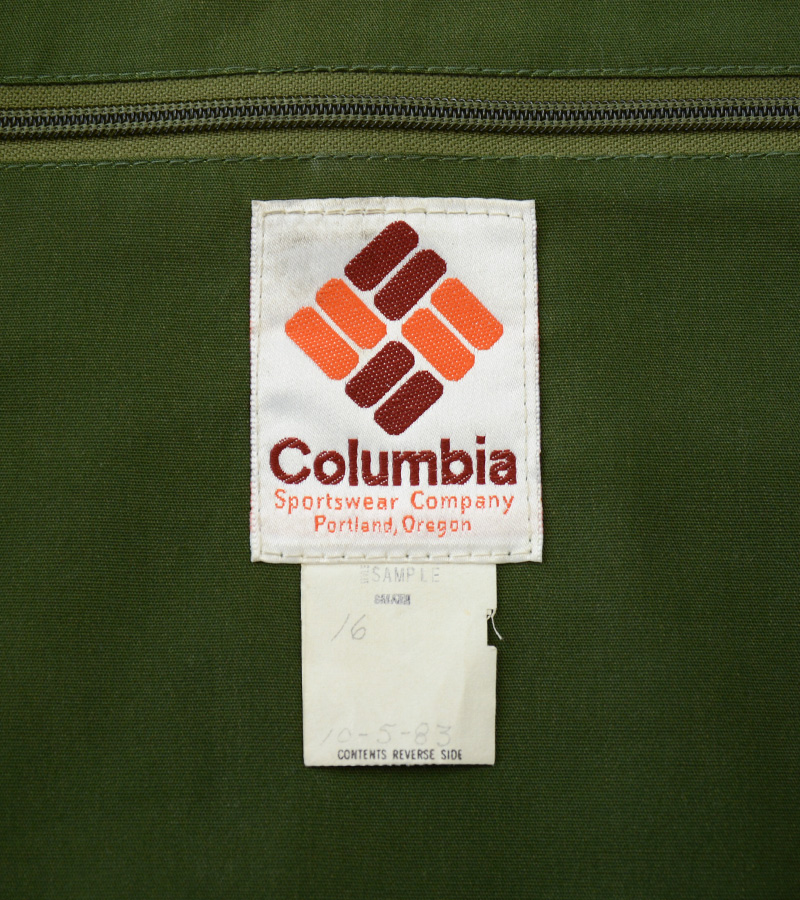 Columbia
Sportswear Company
Portland, Oregon
SAMPLE
16
10-5-83
CONTENTS REVERSE SIDE